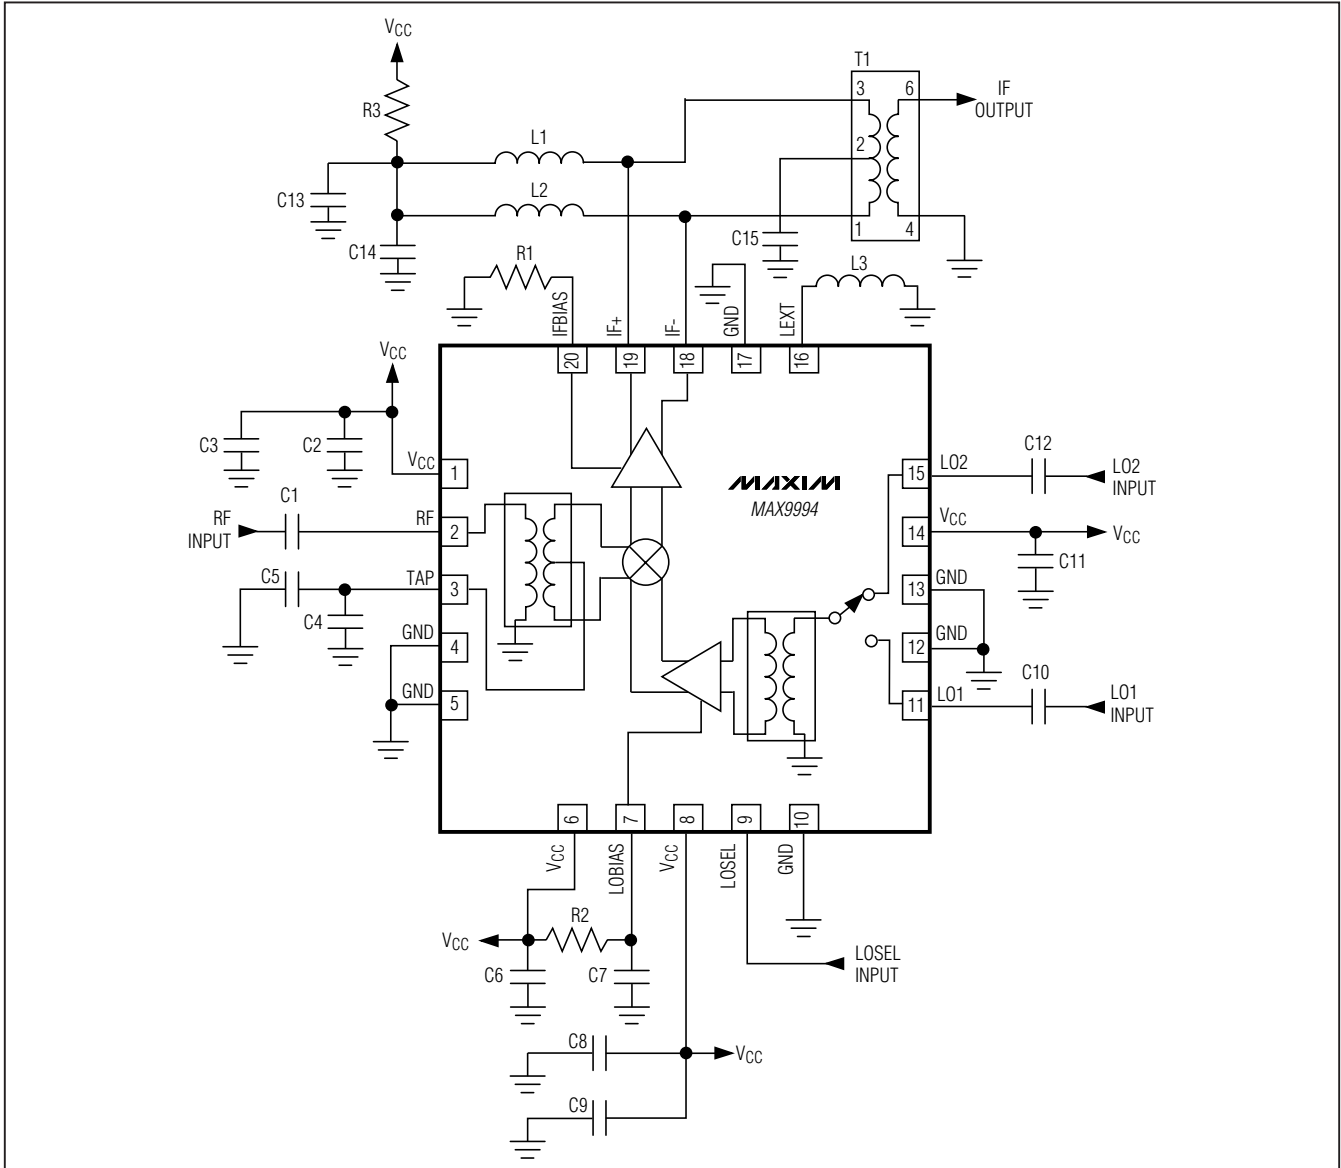 VCC
T1
R3
3
6
IF
OUTPUT
L1
2
C13
L2
C14
R1
C15
1
4
L3
IFBIAS
IF+
IF-
GND
LEXT
20
19
18
17
16
VCC
C3
C2
VCC
1
C1
RF
INPUT
RF
2
C5
TAP
3
C4
GND
4
GND
5
MAXIM
MAX9994
15
LO2
C12
LO2
INPUT
14
VCC
VCC
C11
13
GND
12
GND
C10
11
LO1
LO1
INPUT
6
7
8
9
10
VCC
LOBIAS
VCC
LOSEL
GND
VCC
R2
C6
C7
LOSEL
INPUT
C8
VCC
C9